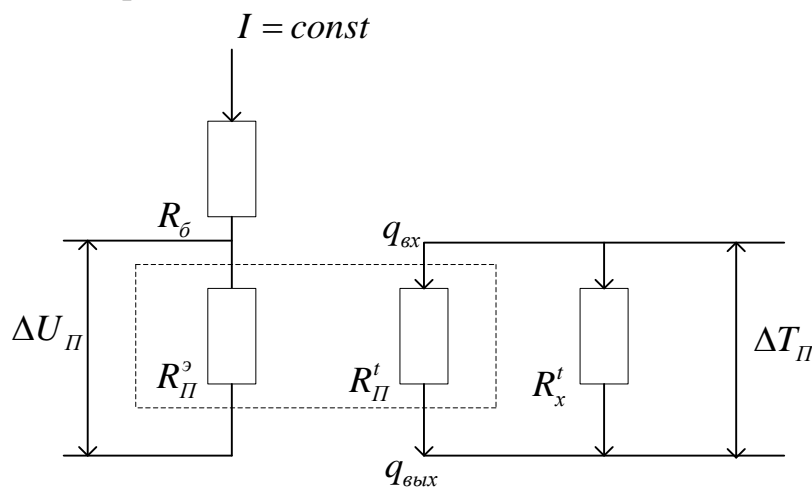 I = const
R_б
q_вх
ΔU_П
R_П^э
R_П^t
R_x^t
ΔT_П
q_вых